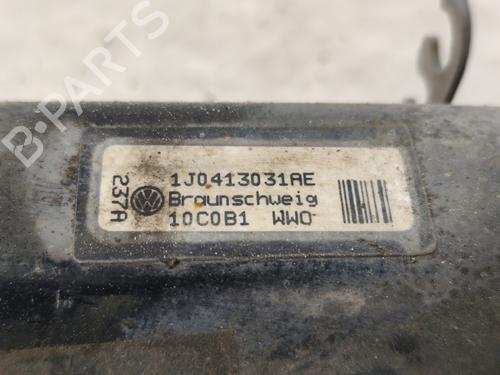 B-PARTS
237A
1J0413031AE
Braunschweig
10C0B1 WWO